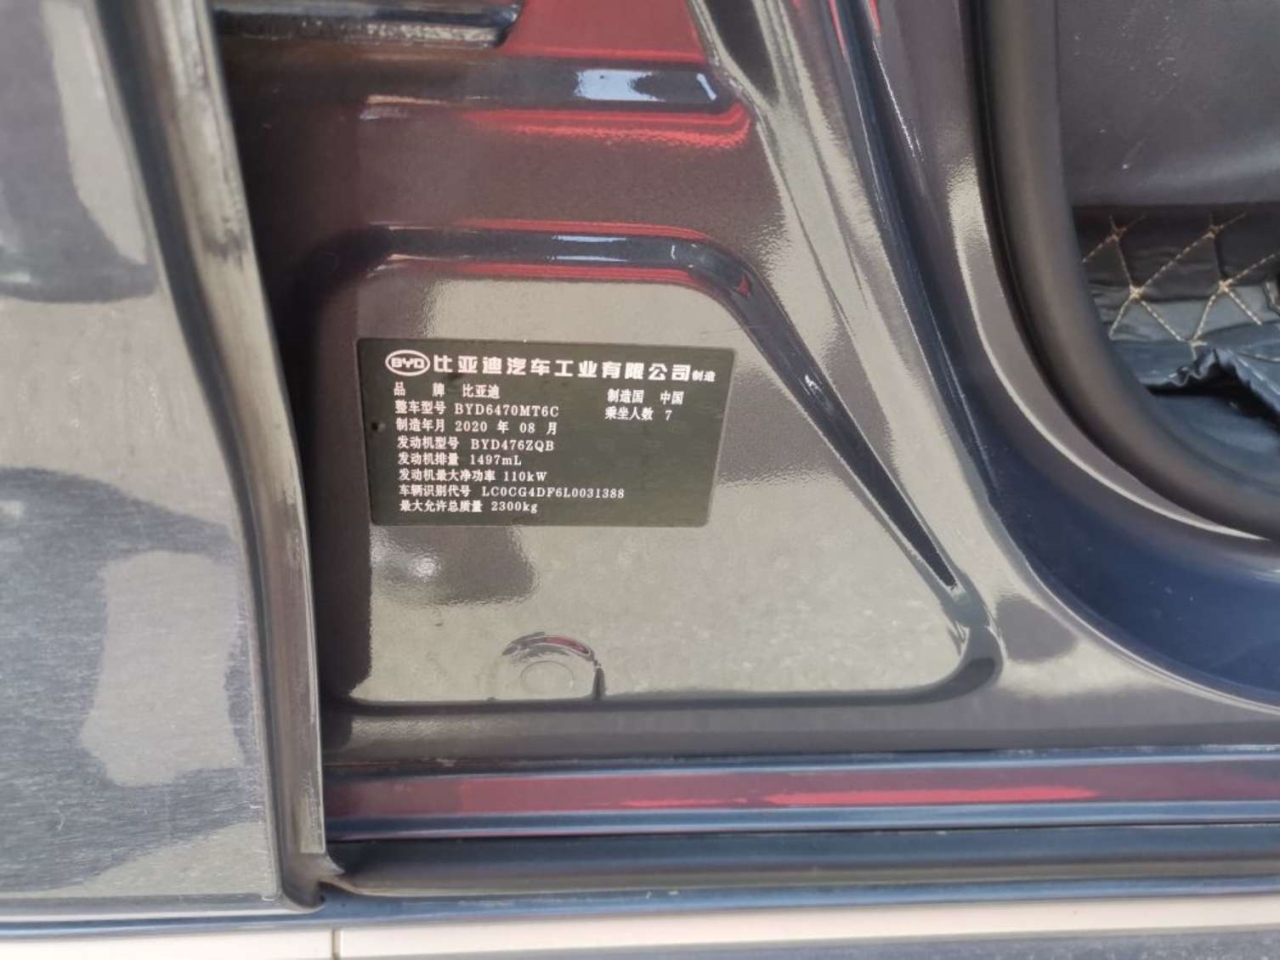 BYD 比亚迪汽车工业有限公司制造
品 牌 比亚迪 制造国 中国
整车型号 BYD6470MT6C 乘坐人数 7
制造年月 2020 年 08 月
发动机型号 BYD476ZQB
发动机排量 1497mL
发动机最大净功率 110kW
车辆识别代号 LC0CG4DF6L0031388
最大允许总质量 2300kg